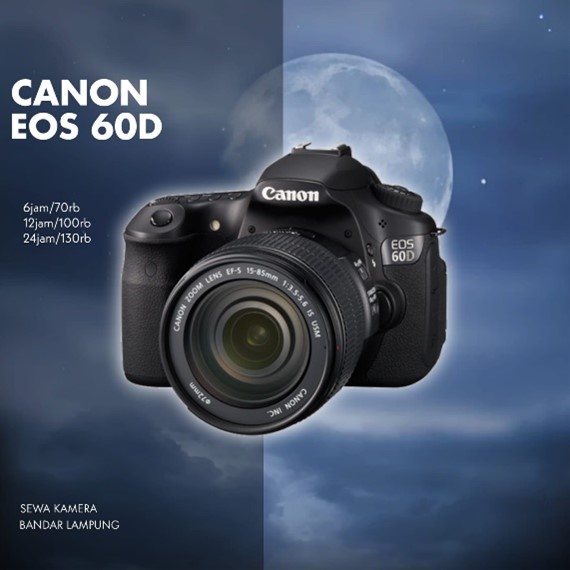 CANON
EOS 60D
6jam/70rb
12jam/100rb
24jam/130rb
Canon
EOS
60D
CANON ZOOM LENS EF-S 15-85mm 1:3.5-5.6 IS USM
CANON INC.
ø72mm
SEWA KAMERA
BANDAR LAMPUNG